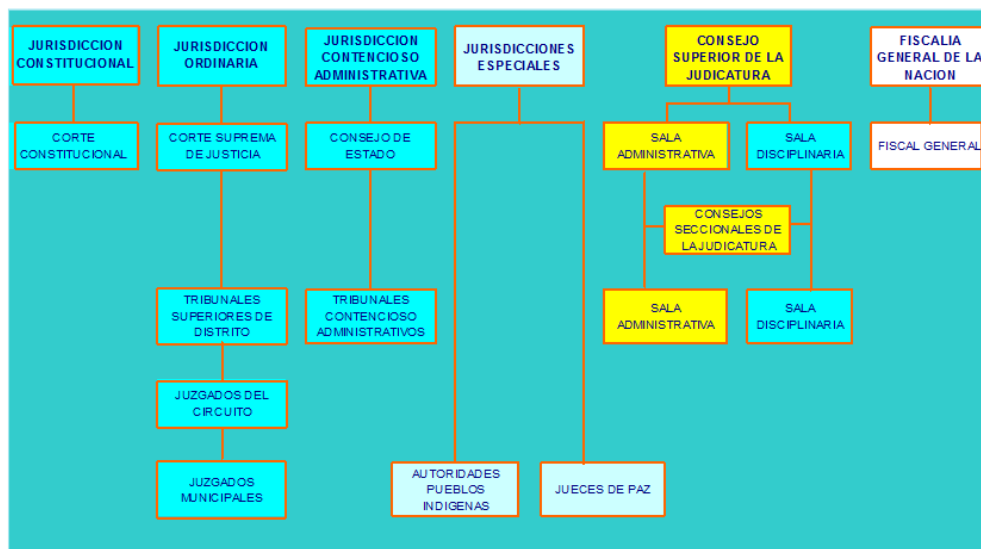 JURISDICCION
CONSTITUCIONAL
JURISDICCION
ORDINARIA
JURISDICCION
CONTENCIOSO
ADMINISTRATIVA
JURISDICCIONES
ESPECIALES
CONSEJO
SUPERIOR DE LA
JUDICATURA
FISCALIA
GENERAL DE LA
NACION
CORTE
CONSTITUCIONAL
CORTE SUPREMA
DE JUSTICIA
CONSEJO DE
ESTADO
SALA
ADMINISTRATIVA
SALA
DISCIPLINARIA
FISCAL GENERAL
CONSEJOS
SECCIONALES DE
LA JUDICATURA
TRIBUNALES
SUPERIORES DE
DISTRITO
TRIBUNALES
CONTENCIOSO
ADMINISTRATIVOS
SALA
ADMINISTRATIVA
SALA
DISCIPLINARIA
JUZGADOS DEL
CIRCUITO
JUZGADOS
MUNICIPALES
AUTORIDADES
PUEBLOS
INDIGENAS
JUECES DE PAZ